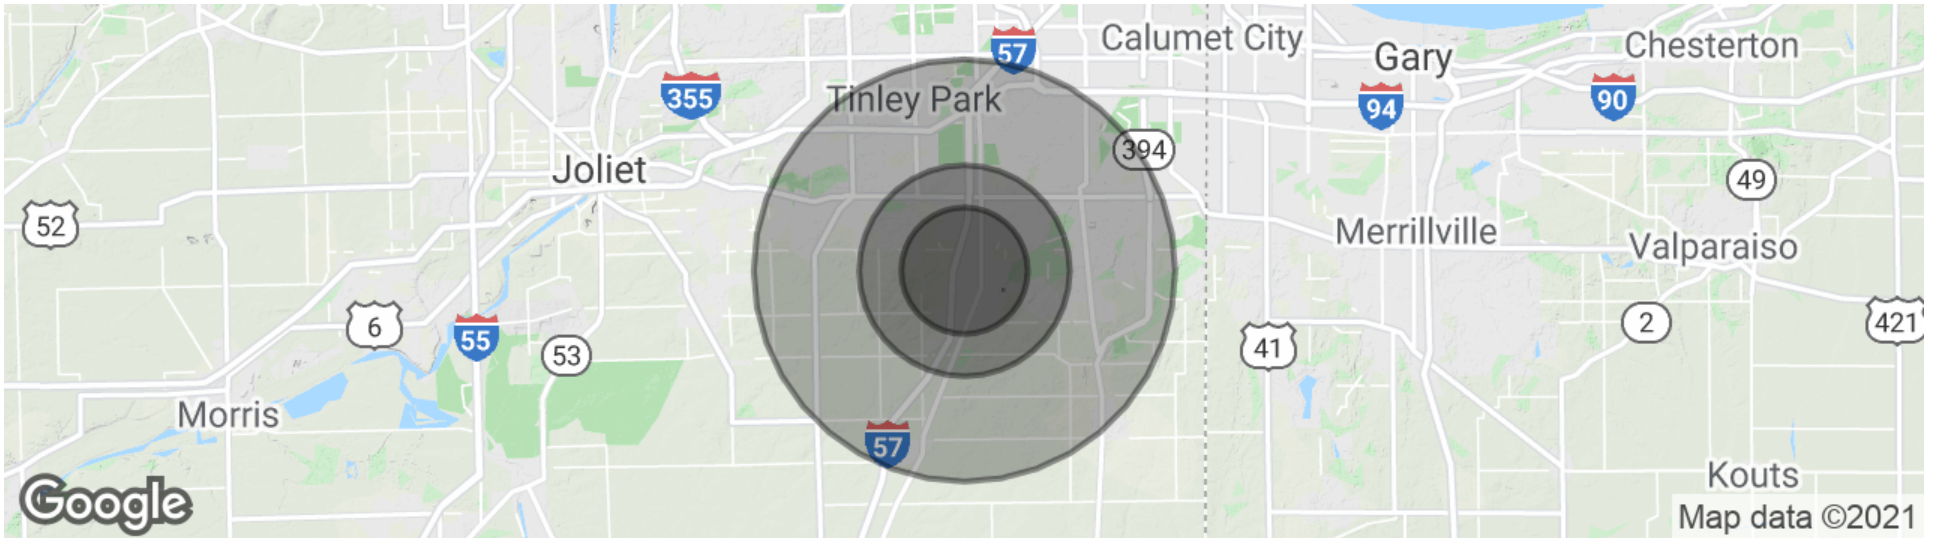 Calumet City
57
Gary
Chesterton
355
Tinley Park
94
90
394
Joliet
49
52
Merrillville
Valparaiso
6
55
53
41
2
421
Morris
57
Kouts
Google
Map data ©2021